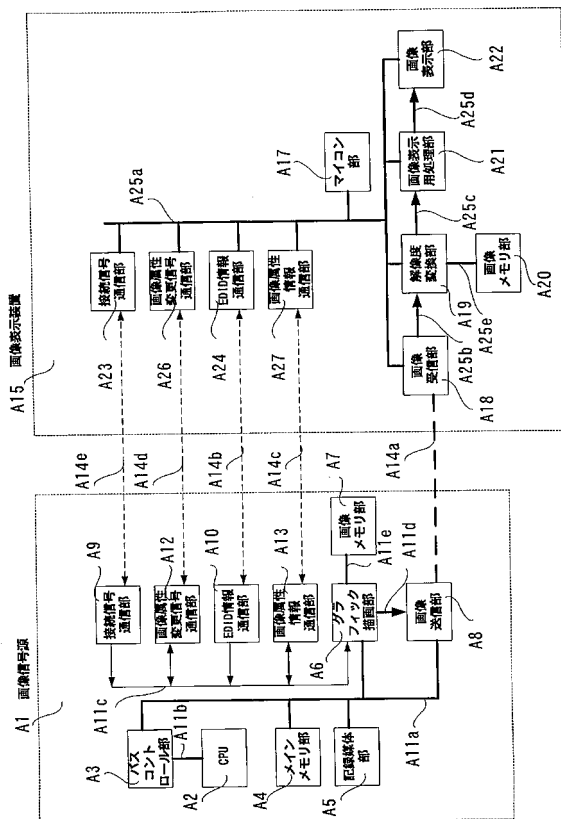 A1 画像信号源
A3
バス
コント
ロール部
A11b
A2
CPU
A4
メイン
メモリ部
A5
記録媒体
部
A11a
A11c
A9
接続信号
通信部
A12
画像属性
変更信号
通信部
A10
EDID情報
通信部
A13
画像属性
情報
通信部
A6
グラ
フィック
描画部
A7
画像
メモリ部
A11e
A11d
画像
送信部
A8
A14e
A14d
A14b
A14c
A14a
A15 画像表示装置
A23
接続信号
通信部
A26
画像属性
変更信号
通信部
A24
EDID情報
通信部
A27
画像属性
情報
通信部
A25a
A17
マイコン
部
画像
受信部
A18
A25b
解像度
変換部
A19
A25e
画像
メモリ部
A20
A25c
画像表示
用処理部
A21
A25d
画像
表示部
A22